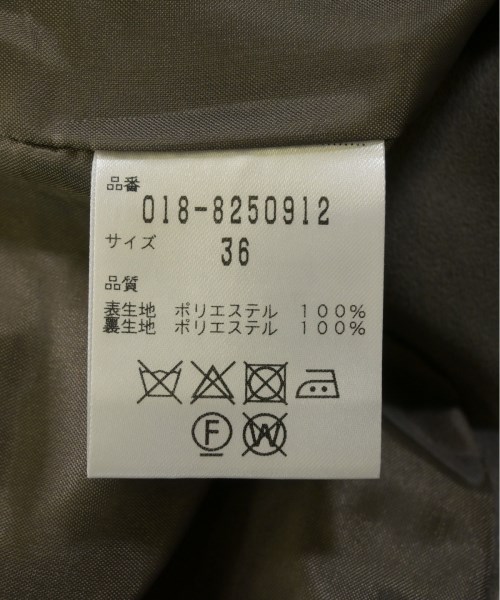 品番
018-8250912
サイズ
36
品質
表生地 ポリエステル 100%
裏生地 ポリエステル 100%
F W